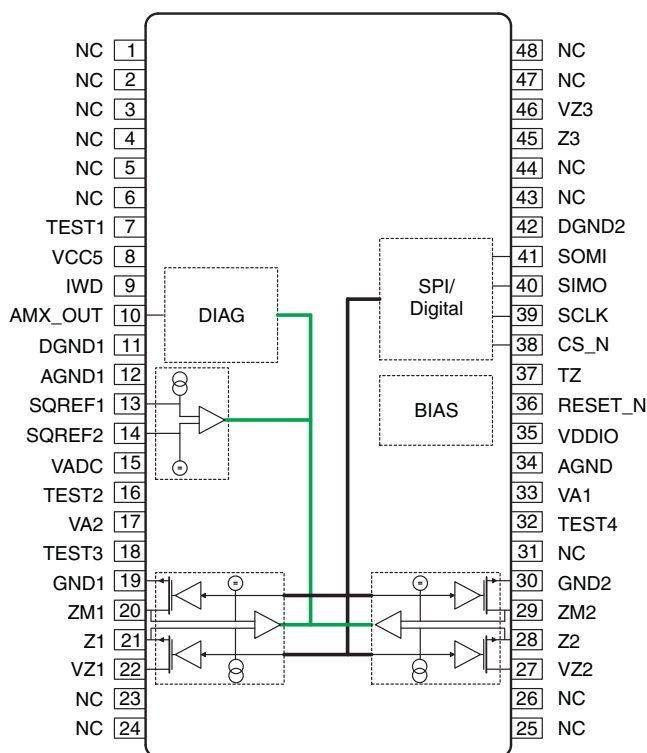 NC 1
NC 2
NC 3
NC 4
NC 5
NC 6
TEST1 7
VCC5 8
IWD 9
AMX_OUT 10
DGND1 11
AGND1 12
SQREF1 13
SQREF2 14
VADC 15
TEST2 16
VA2 17
TEST3 18
GND1 19
ZM1 20
Z1 21
VZ1 22
NC 23
NC 24
DIAG
=
SPI/
Digital
BIAS
=
=
48 NC
47 NC
46 VZ3
45 Z3
44 NC
43 NC
42 DGND2
41 SOMI
40 SIMO
39 SCLK
38 CS_N
37 TZ
36 RESET_N
35 VDDIO
34 AGND
33 VA1
32 TEST4
31 NC
30 GND2
29 ZM2
28 Z2
27 VZ2
26 NC
25 NC